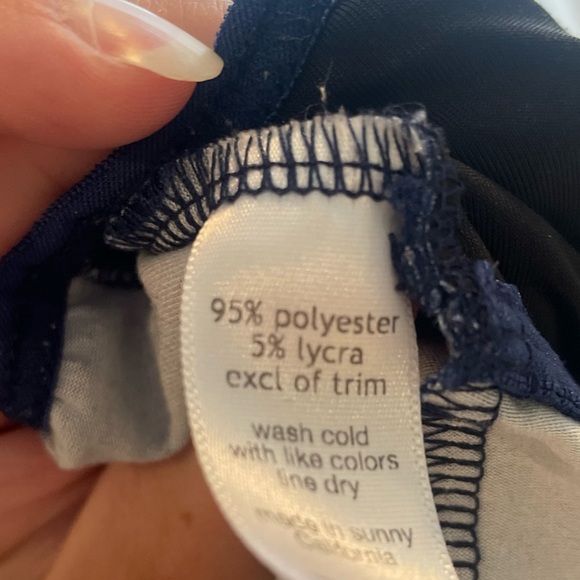 95% polyester
5% lycra
excl of trim
wash cold
with like colors
line dry
made in sunny
California